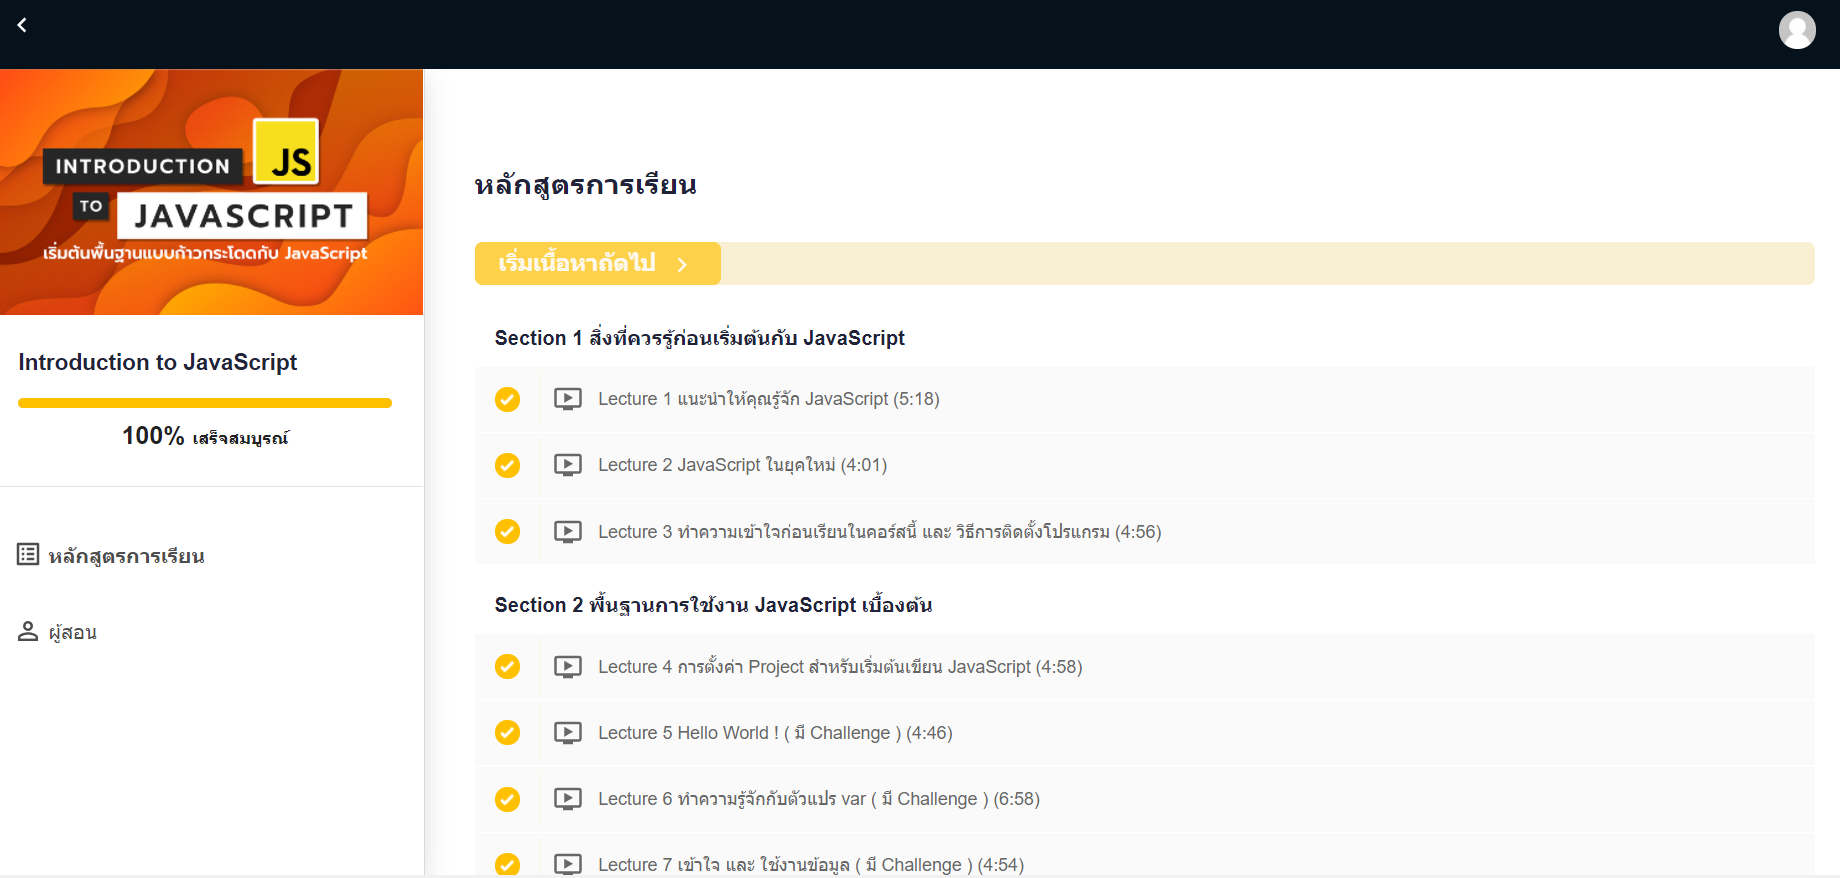 INTRODUCTION
JS
TO
JAVASCRIPT
เริ่มต้นพื้นฐานแบบก้าวกระโดดกับ JavaScript
Introduction to JavaScript
100% เสร็จสมบูรณ์
หลักสูตรการเรียน
ผู้สอน
หลักสูตรการเรียน
เริ่มเนื้อหาถัดไป
Section 1 สิ่งที่ควรรู้ก่อนเริ่มต้นกับ JavaScript
Lecture 1 แนะนำให้คุณรู้จัก JavaScript (5:18)
Lecture 2 JavaScript ในยุคใหม่ (4:01)
Lecture 3 ทำความเข้าใจก่อนเรียนในคอร์สนี้ และ วิธีการติดตั้งโปรแกรม (4:56)
Section 2 พื้นฐานการใช้งาน JavaScript เบื้องต้น
Lecture 4 การตั้งค่า Project สำหรับเริ่มต้นเขียน JavaScript (4:58)
Lecture 5 Hello World ! ( มี Challenge ) (4:46)
Lecture 6 ทำความรู้จักกับตัวแปร var ( มี Challenge ) (6:58)
Lecture 7 เข้าใจ และ ใช้งานข้อมูล ( มี Challenge ) (4:54)